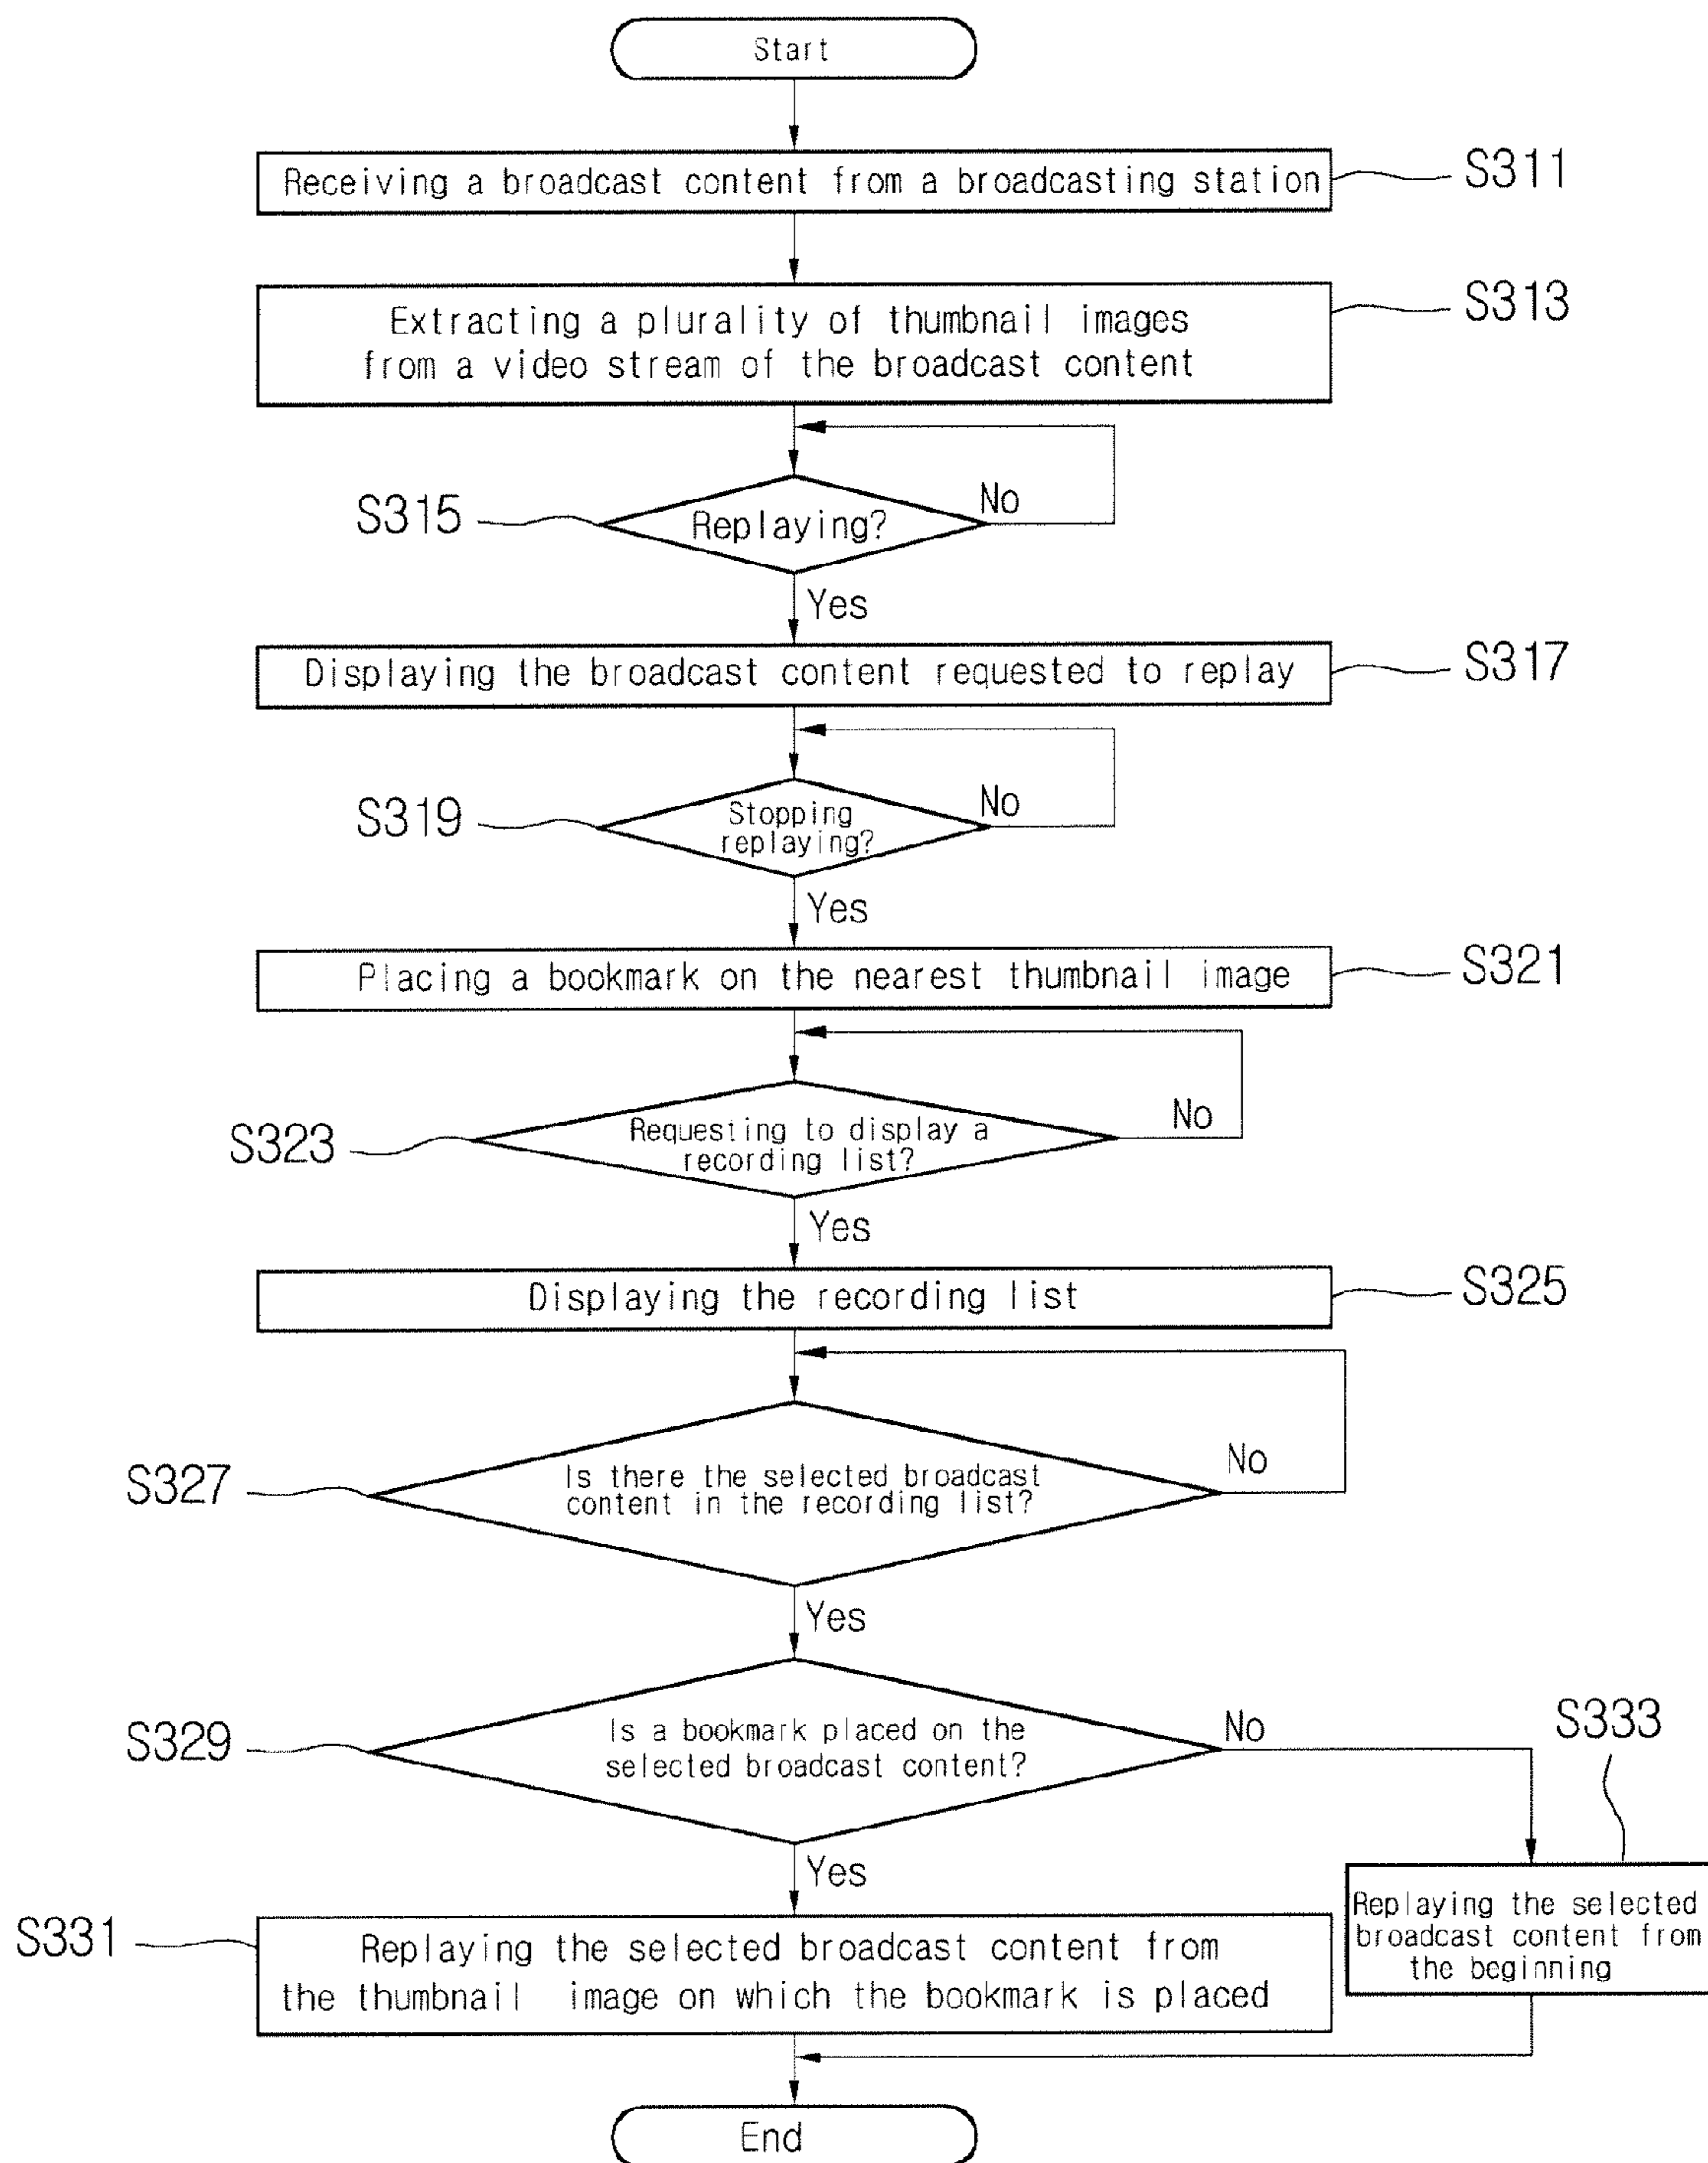 Start
Receiving a broadcast content from a broadcasting station
S311
Extracting a plurality of thumbnail images
from a video stream of the broadcast content
S313
S315
Replaying?
No
Yes
Displaying the broadcast content requested to replay
S317
S319
Stopping
replaying?
No
Yes
Placing a bookmark on the nearest thumbnail image
S321
S323
Requesting to display a
recording list?
No
Yes
Displaying the recording list
S325
S327
Is there the selected broadcast
content in the recording list?
No
Yes
S329
Is a bookmark placed on the
selected broadcast content?
No
S333
Yes
S331
Replaying the selected broadcast content from
the thumbnail image on which the bookmark is placed
Replaying the selected
broadcast content from
the beginning
End